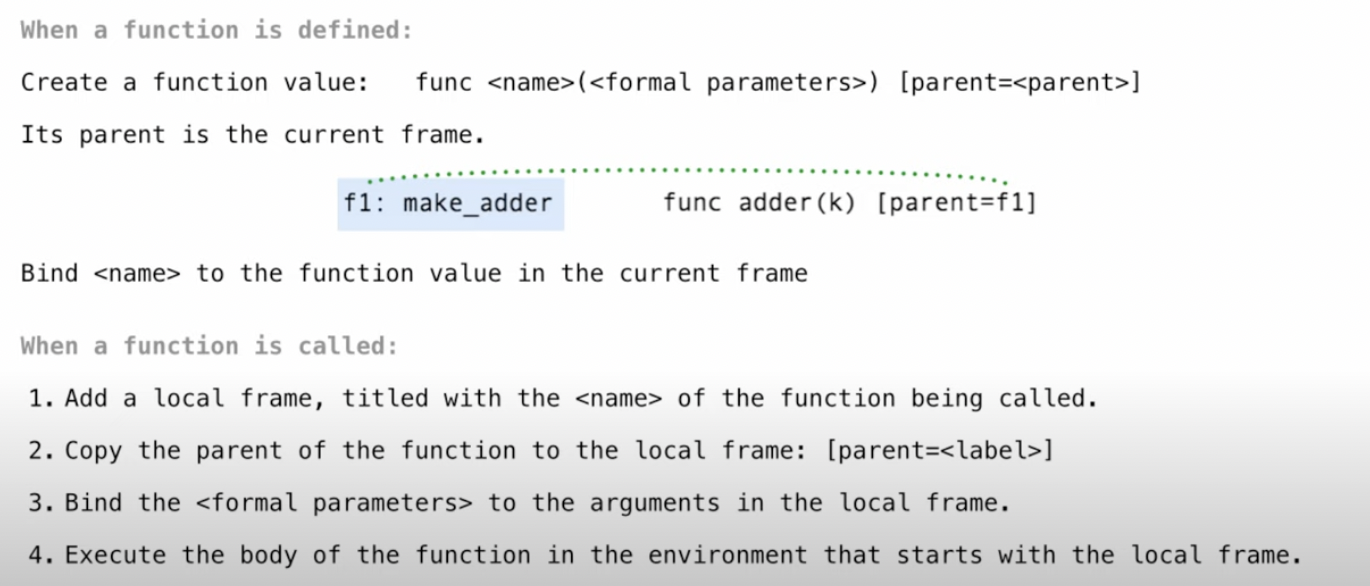 When a function is defined:
Create a function value: func <name>(<formal parameters>) [parent=<parent>]
Its parent is the current frame.
f1: make_adder func adder(k) [parent=f1]
Bind <name> to the function value in the current frame
When a function is called:
1. Add a local frame, titled with the <name> of the function being called.
2. Copy the parent of the function to the local frame: [parent=<label>]
3. Bind the <formal parameters> to the arguments in the local frame.
4. Execute the body of the function in the environment that starts with the local frame.